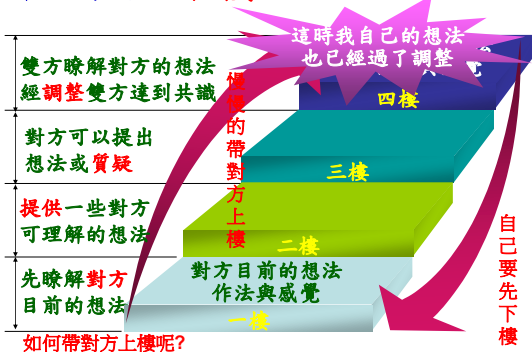 這時我自己的想法
也已經過了調整
雙方瞭解對方的想法
經調整雙方達到共識
四樓
慢慢的帶對方上樓
對方可以提出
想法或質疑
三樓
提供一些對方
可理解的想法
二樓
自己要先下樓
先瞭解對方
目前的想法
對方目前的想法
作法與感覺
一樓
如何帶對方上樓呢?